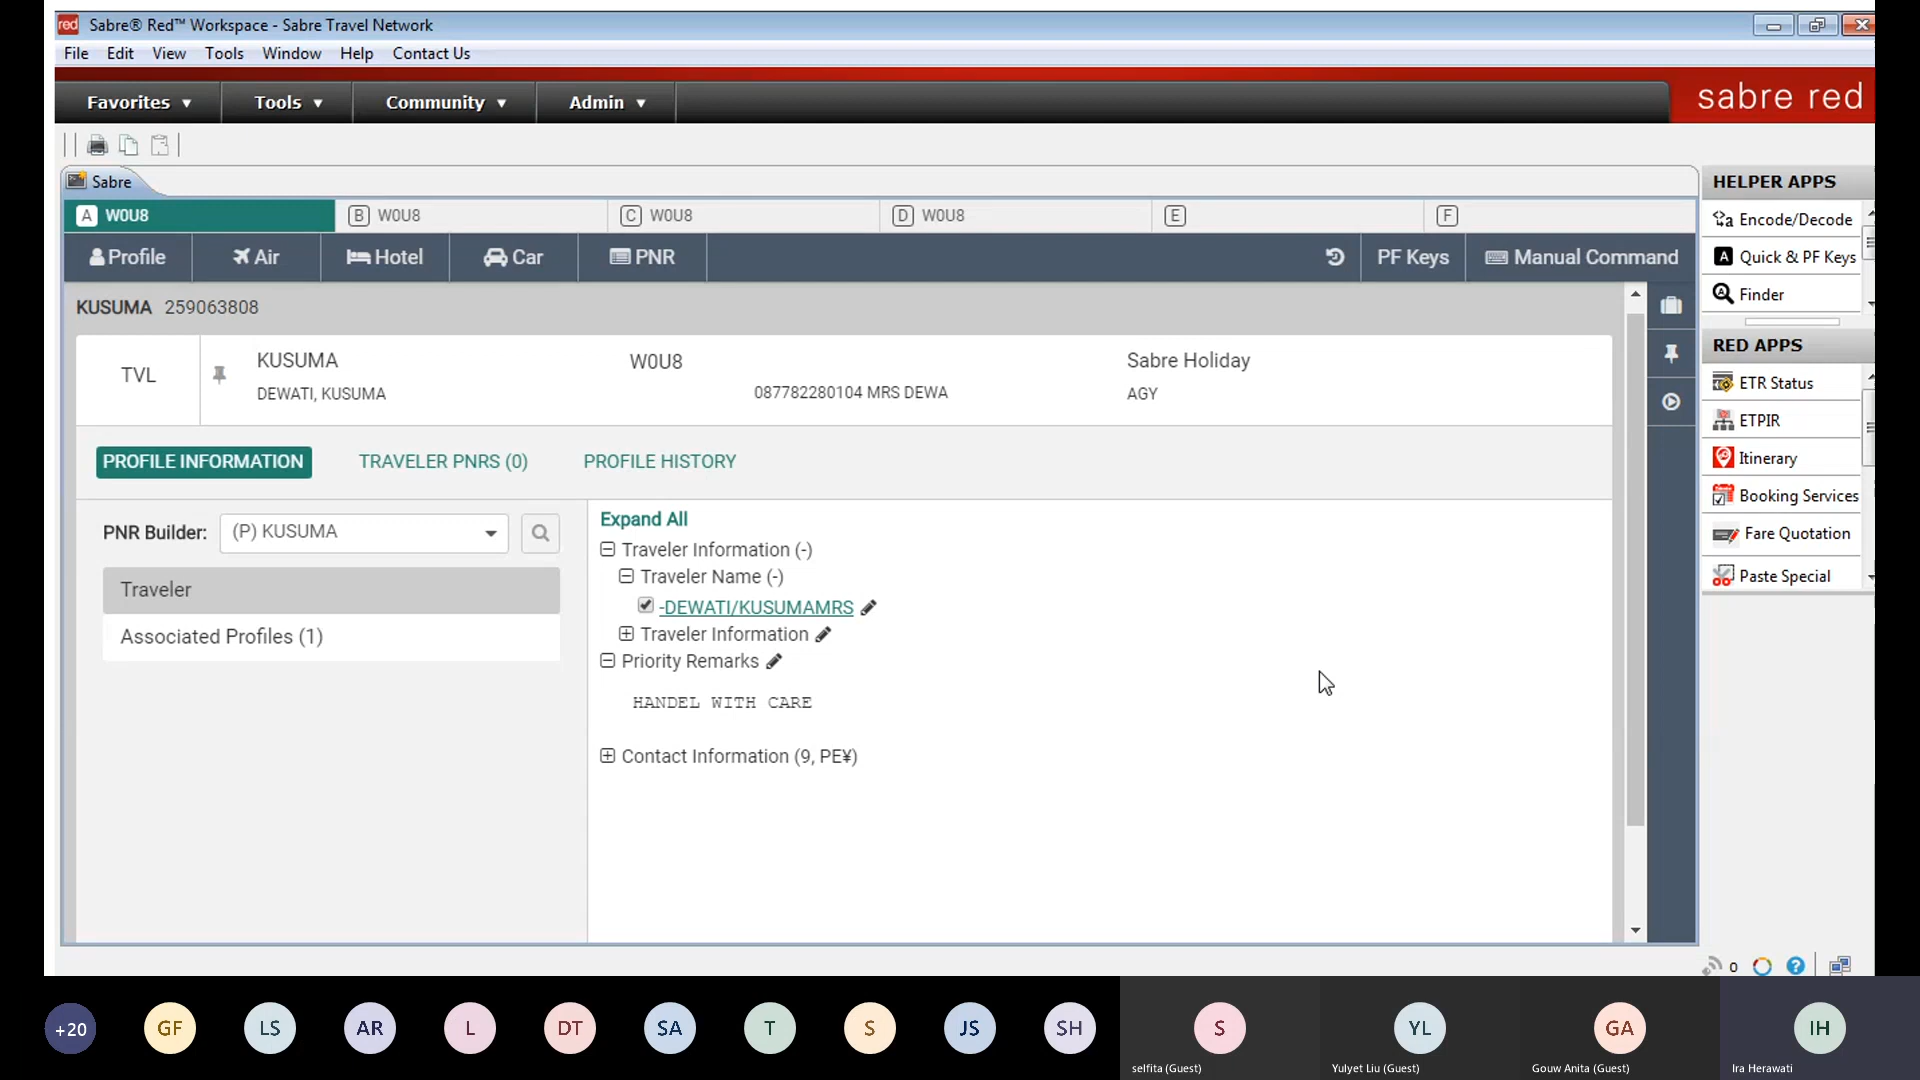 red Sabre® Red™ Workspace - Sabre Travel Network
File Edit View Tools Window Help Contact Us
Favorites ▼ Tools ▼ Community ▼ Admin ▼ sabre red
Sabre
A W0U8 B W0U8 C W0U8 D W0U8 E F
Profile Air Hotel Car PNR PF Keys Manual Command
KUSUMA 259063808
TVL KUSUMA W0U8 Sabre Holiday
DEWATI, KUSUMA 087782280104 MRS DEWA AGY
PROFILE INFORMATION TRAVELER PNRS (0) PROFILE HISTORY
PNR Builder: (P) KUSUMA
Traveler
Associated Profiles (1)
Expand All
Traveler Information (-)
Traveler Name (-)
-DEWATI/KUSUMAMRS
Traveler Information
Priority Remarks
HANDEL WITH CARE
Contact Information (9, PE¥)
HELPER APPS
Encode/Decode
A Quick & PF Keys
Finder
RED APPS
ETR Status
ETPIR
Itinerary
Booking Services
Fare Quotation
Paste Special
0 ?
+20 GF LS AR L DT SA T S JS SH S YL GA IH
selfita (Guest) Yulyet Liu (Guest) Gouw Anita (Guest) Ira Herawati